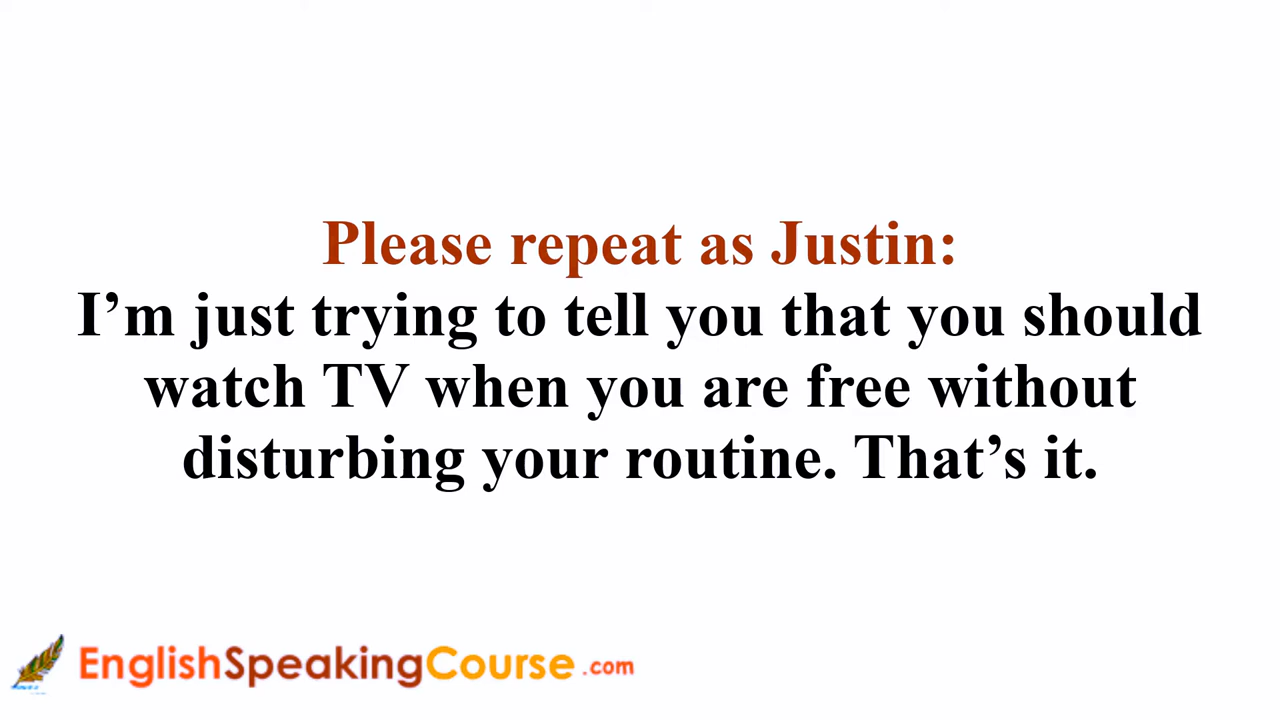 Please repeat as Justin:
I’m just trying to tell you that you should
watch TV when you are free without
disturbing your routine. That’s it.
EnglishSpeakingCourse.com